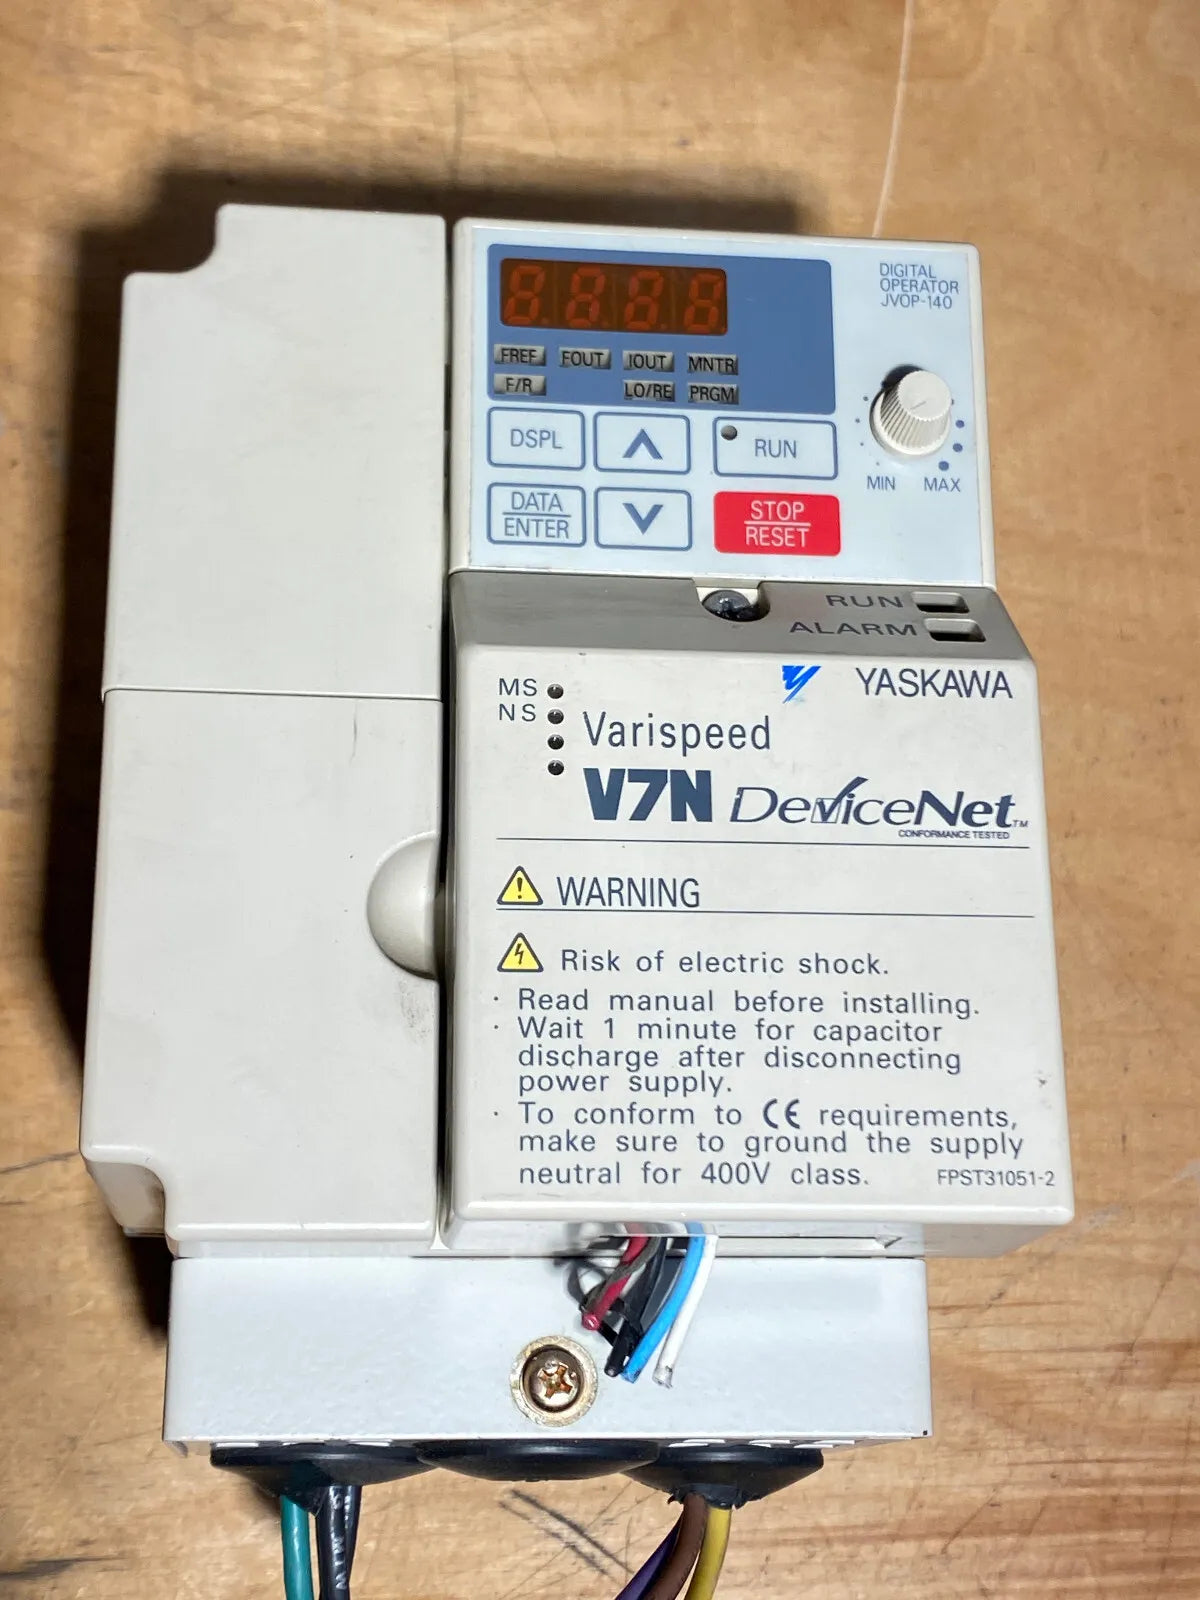 8.8.8.8
DIGITAL
OPERATOR
JVOP-140
FREF FOUT IOUT MNTR
F/R LO/RE PRGM
DSPL
RUN
MIN MAX
DATA
ENTER
STOP
RESET
RUN
ALARM
YASKAWA
MS
NS
Varispeed
V7N DeviceNet™
CONFORMANCE TESTED
WARNING
Risk of electric shock.
· Read manual before installing.
· Wait 1 minute for capacitor
discharge after disconnecting
power supply.
· To conform to CE requirements,
make sure to ground the supply
neutral for 400V class. FPST31051-2